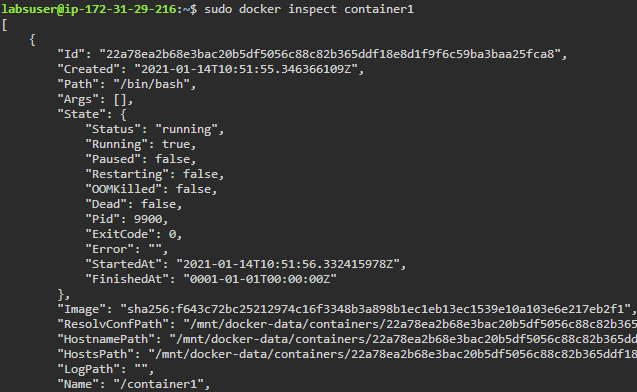 labsuser@ip-172-31-29-216:~$ sudo docker inspect container1
[
    {
        "Id": "22a78ea2b68e3bac20b5df5056c88c82b365ddf18e8d1f9f6c59ba3baa25fca8",
        "Created": "2021-01-14T10:51:55.346366109Z",
        "Path": "/bin/bash",
        "Args": [],
        "State": {
            "Status": "running",
            "Running": true,
            "Paused": false,
            "Restarting": false,
            "OOMKilled": false,
            "Dead": false,
            "Pid": 9900,
            "ExitCode": 0,
            "Error": "",
            "StartedAt": "2021-01-14T10:51:56.332415978Z",
            "FinishedAt": "0001-01-01T00:00:00Z"
        },
        "Image": "sha256:f643c72bc25212974c16f3348b3a898b1ec1eb13ec1539e10a103e6e217eb2f1",
        "ResolvConfPath": "/mnt/docker-data/containers/22a78ea2b68e3bac20b5df5056c88c82b365
        "HostnamePath": "/mnt/docker-data/containers/22a78ea2b68e3bac20b5df5056c88c82b365dd
        "HostsPath": "/mnt/docker-data/containers/22a78ea2b68e3bac20b5df5056c88c82b365ddf18
        "LogPath": "",
        "Name": "/container1",